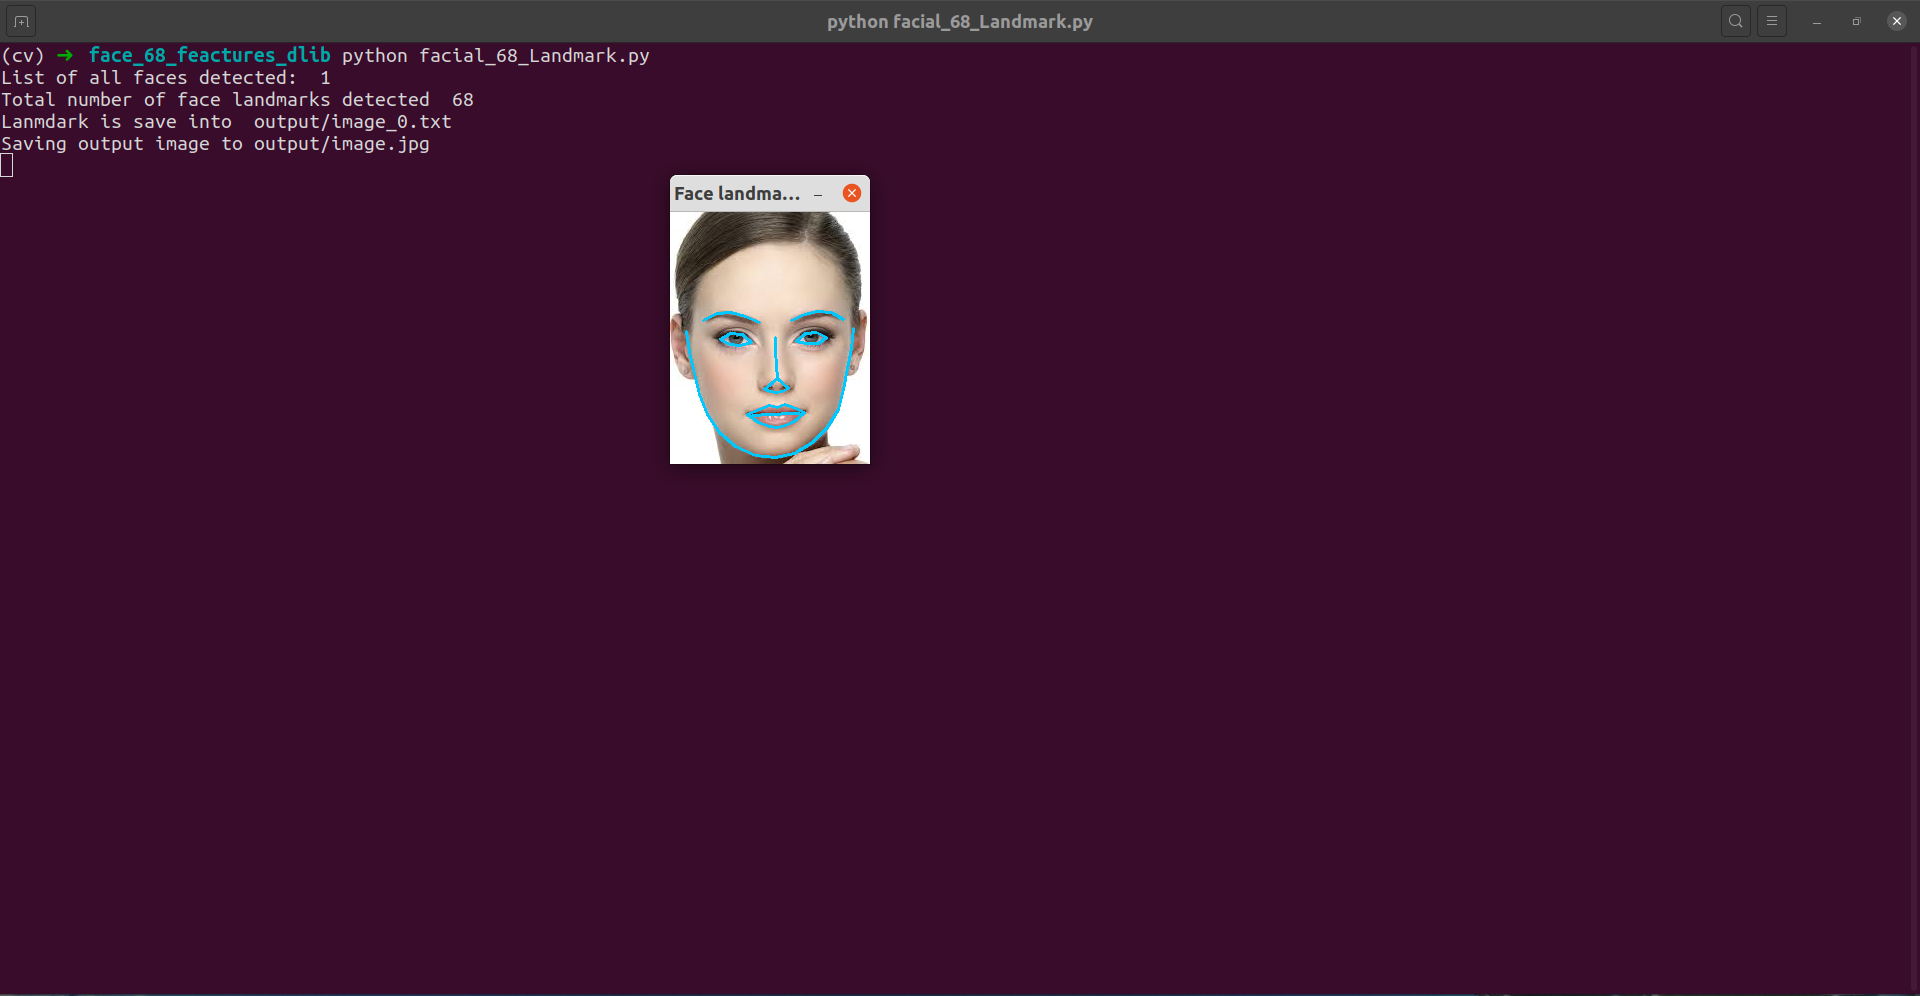 python facial_68_Landmark.py
(cv) ➜ face_68_feactures_dlib python facial_68_Landmark.py
List of all faces detected:  1
Total number of face landmarks detected  68
Lanmdark is save into  output/image_0.txt
Saving output image to output/image.jpg
Face landma...